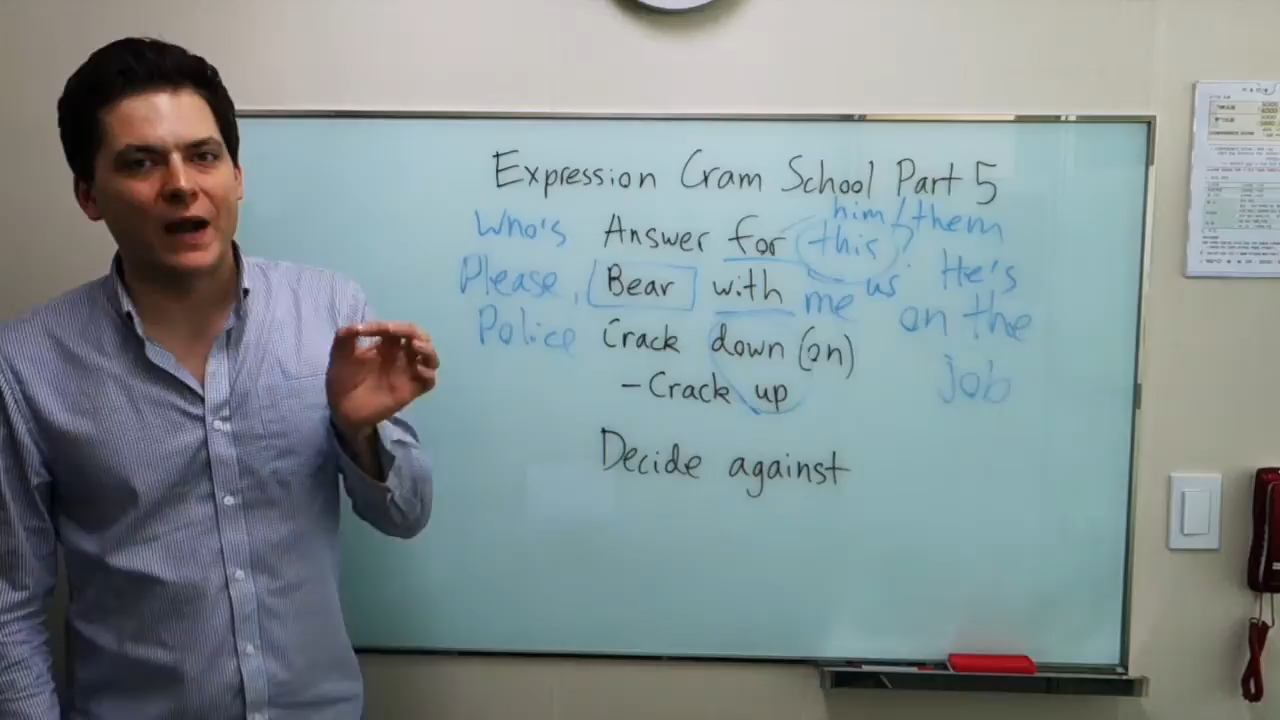 Expression Cram School Part 5
him/them
Who's Answer for this?
Please, Bear with me us
Police Crack down (on)
- Crack up
Decide against
He's
on the
job